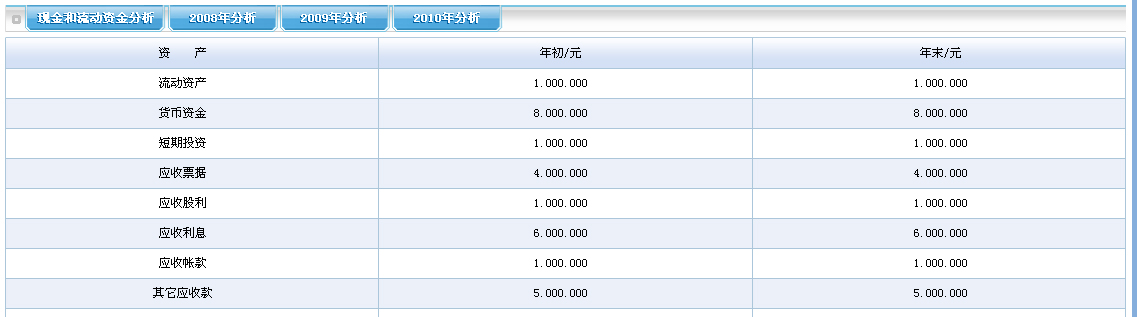 现金和流动资金分析 2008年分析 2009年分析 2010年分析
资 产 年初/元 年末/元
流动资产 1.000.000 1.000.000
货币资金 8.000.000 8.000.000
短期投资 1.000.000 1.000.000
应收票据 4.000.000 4.000.000
应收股利 1.000.000 1.000.000
应收利息 6.000.000 6.000.000
应收帐款 1.000.000 1.000.000
其它应收款 5.000.000 5.000.000